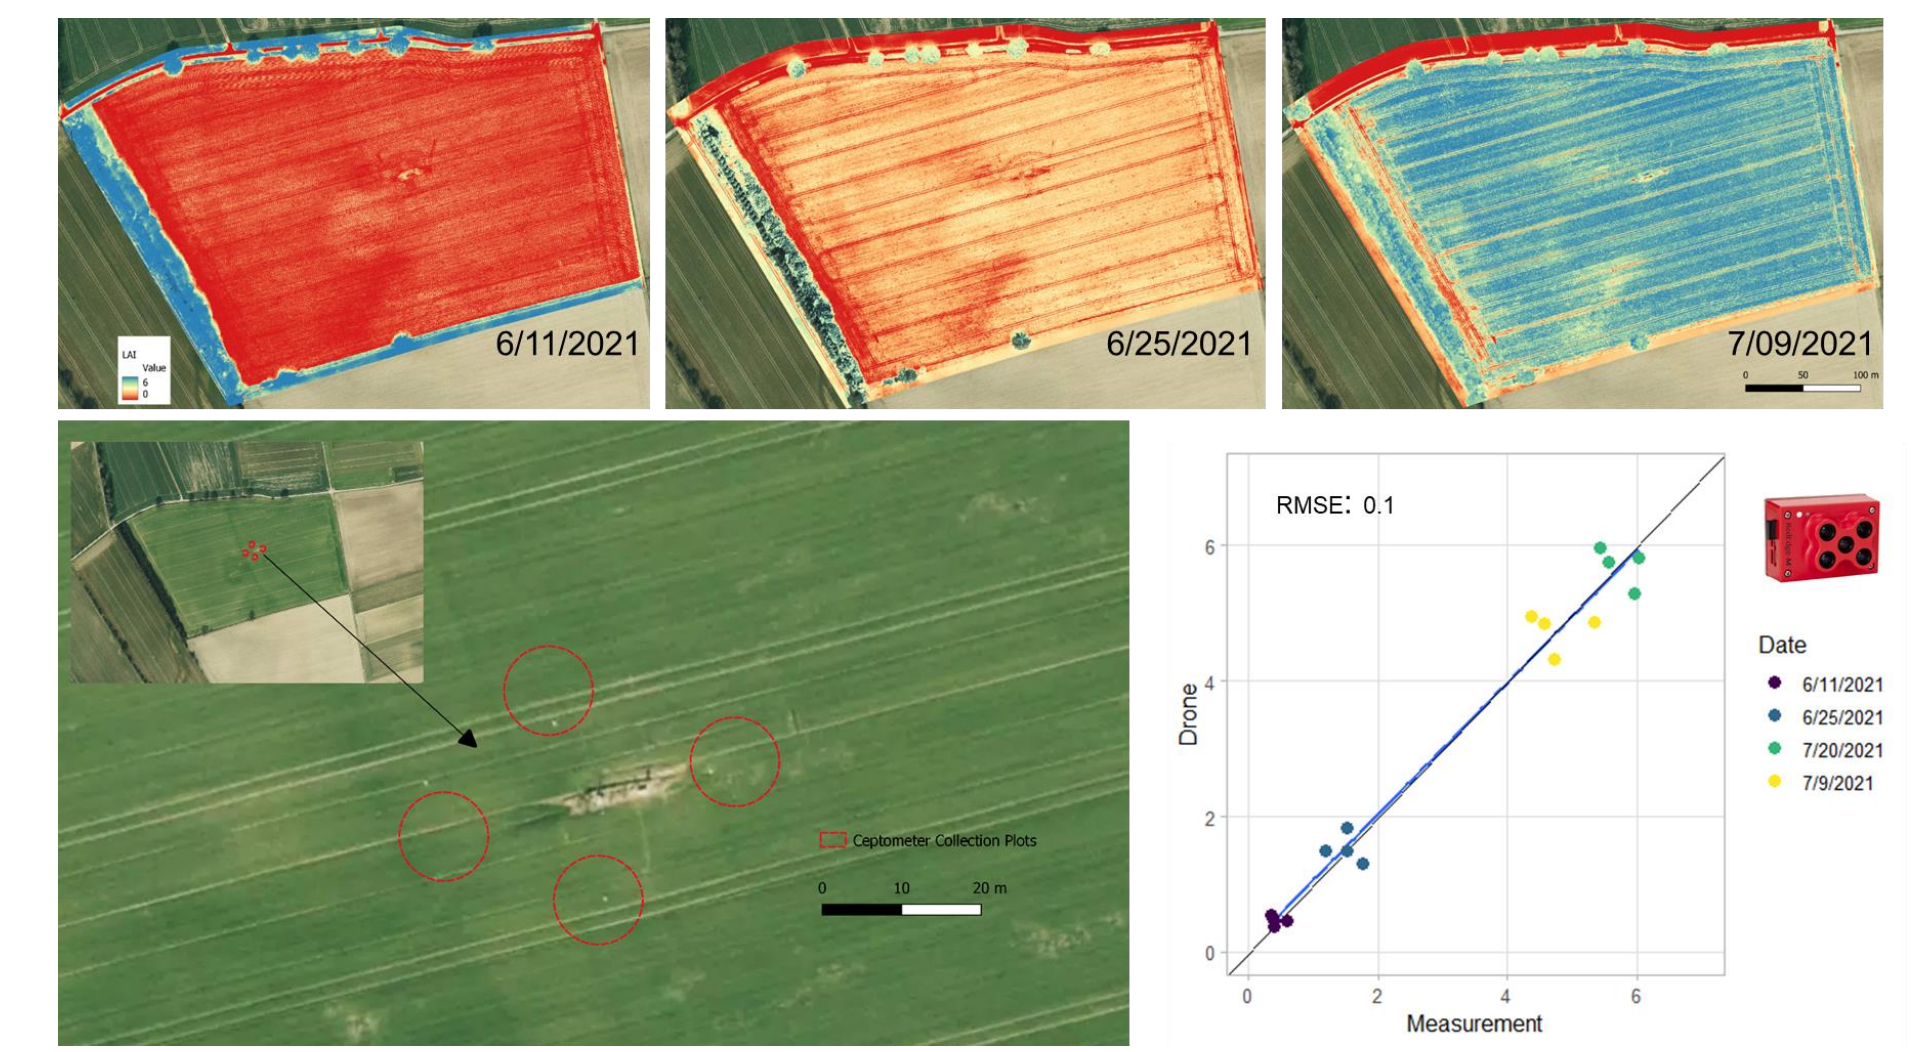 6/11/2021
LAI
Value
6
0
6/25/2021
7/09/2021
0 50 100 m
Ceptometer Collection Plots
0 10 20 m
RMSE: 0.1
6
4
2
0
0 2 4 6
Drone
Measurement
Date
6/11/2021
6/25/2021
7/20/2021
7/9/2021